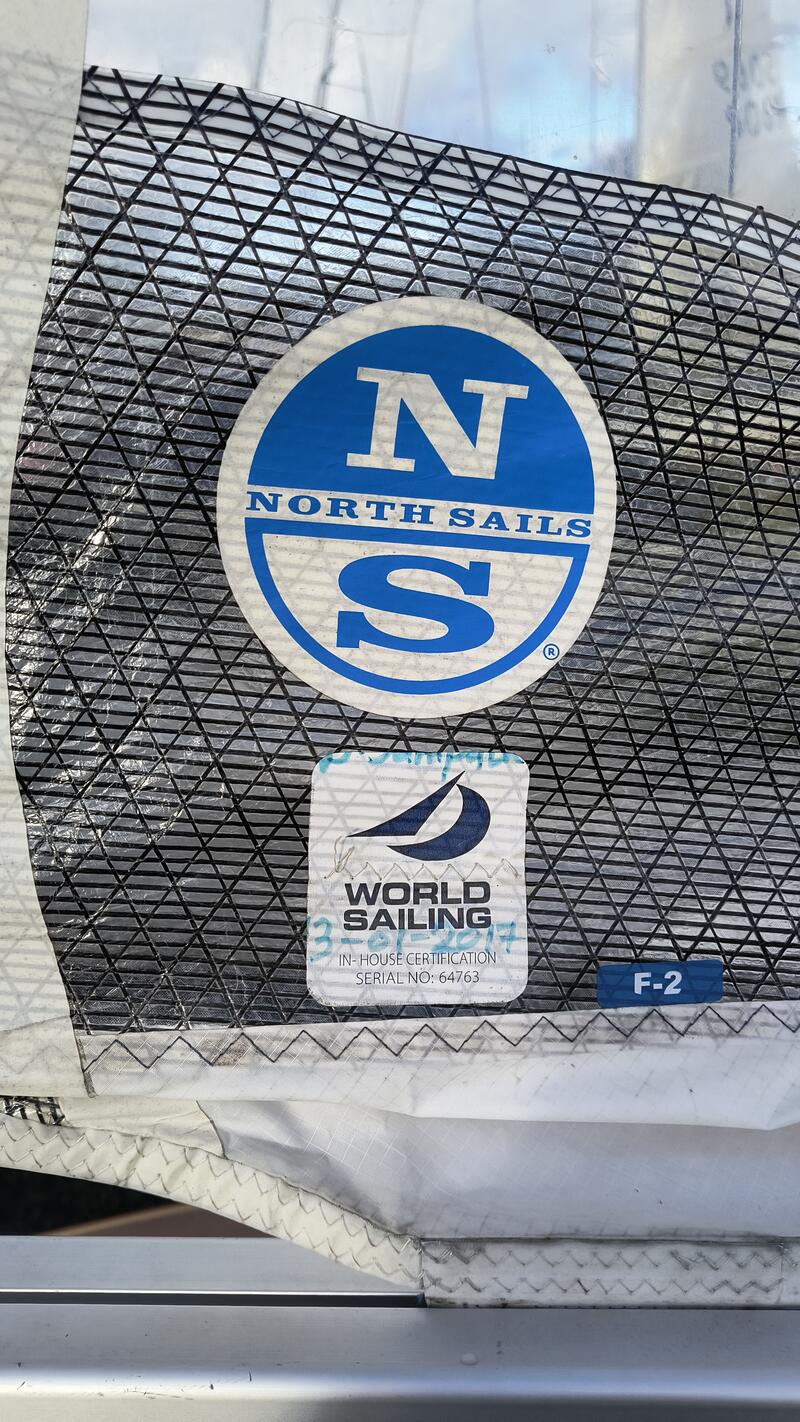 N
NORTH SAILS
S
®
WORLD
SAILING
3-01-2017
IN-HOUSE CERTIFICATION
SERIAL NO: 64763
F-2